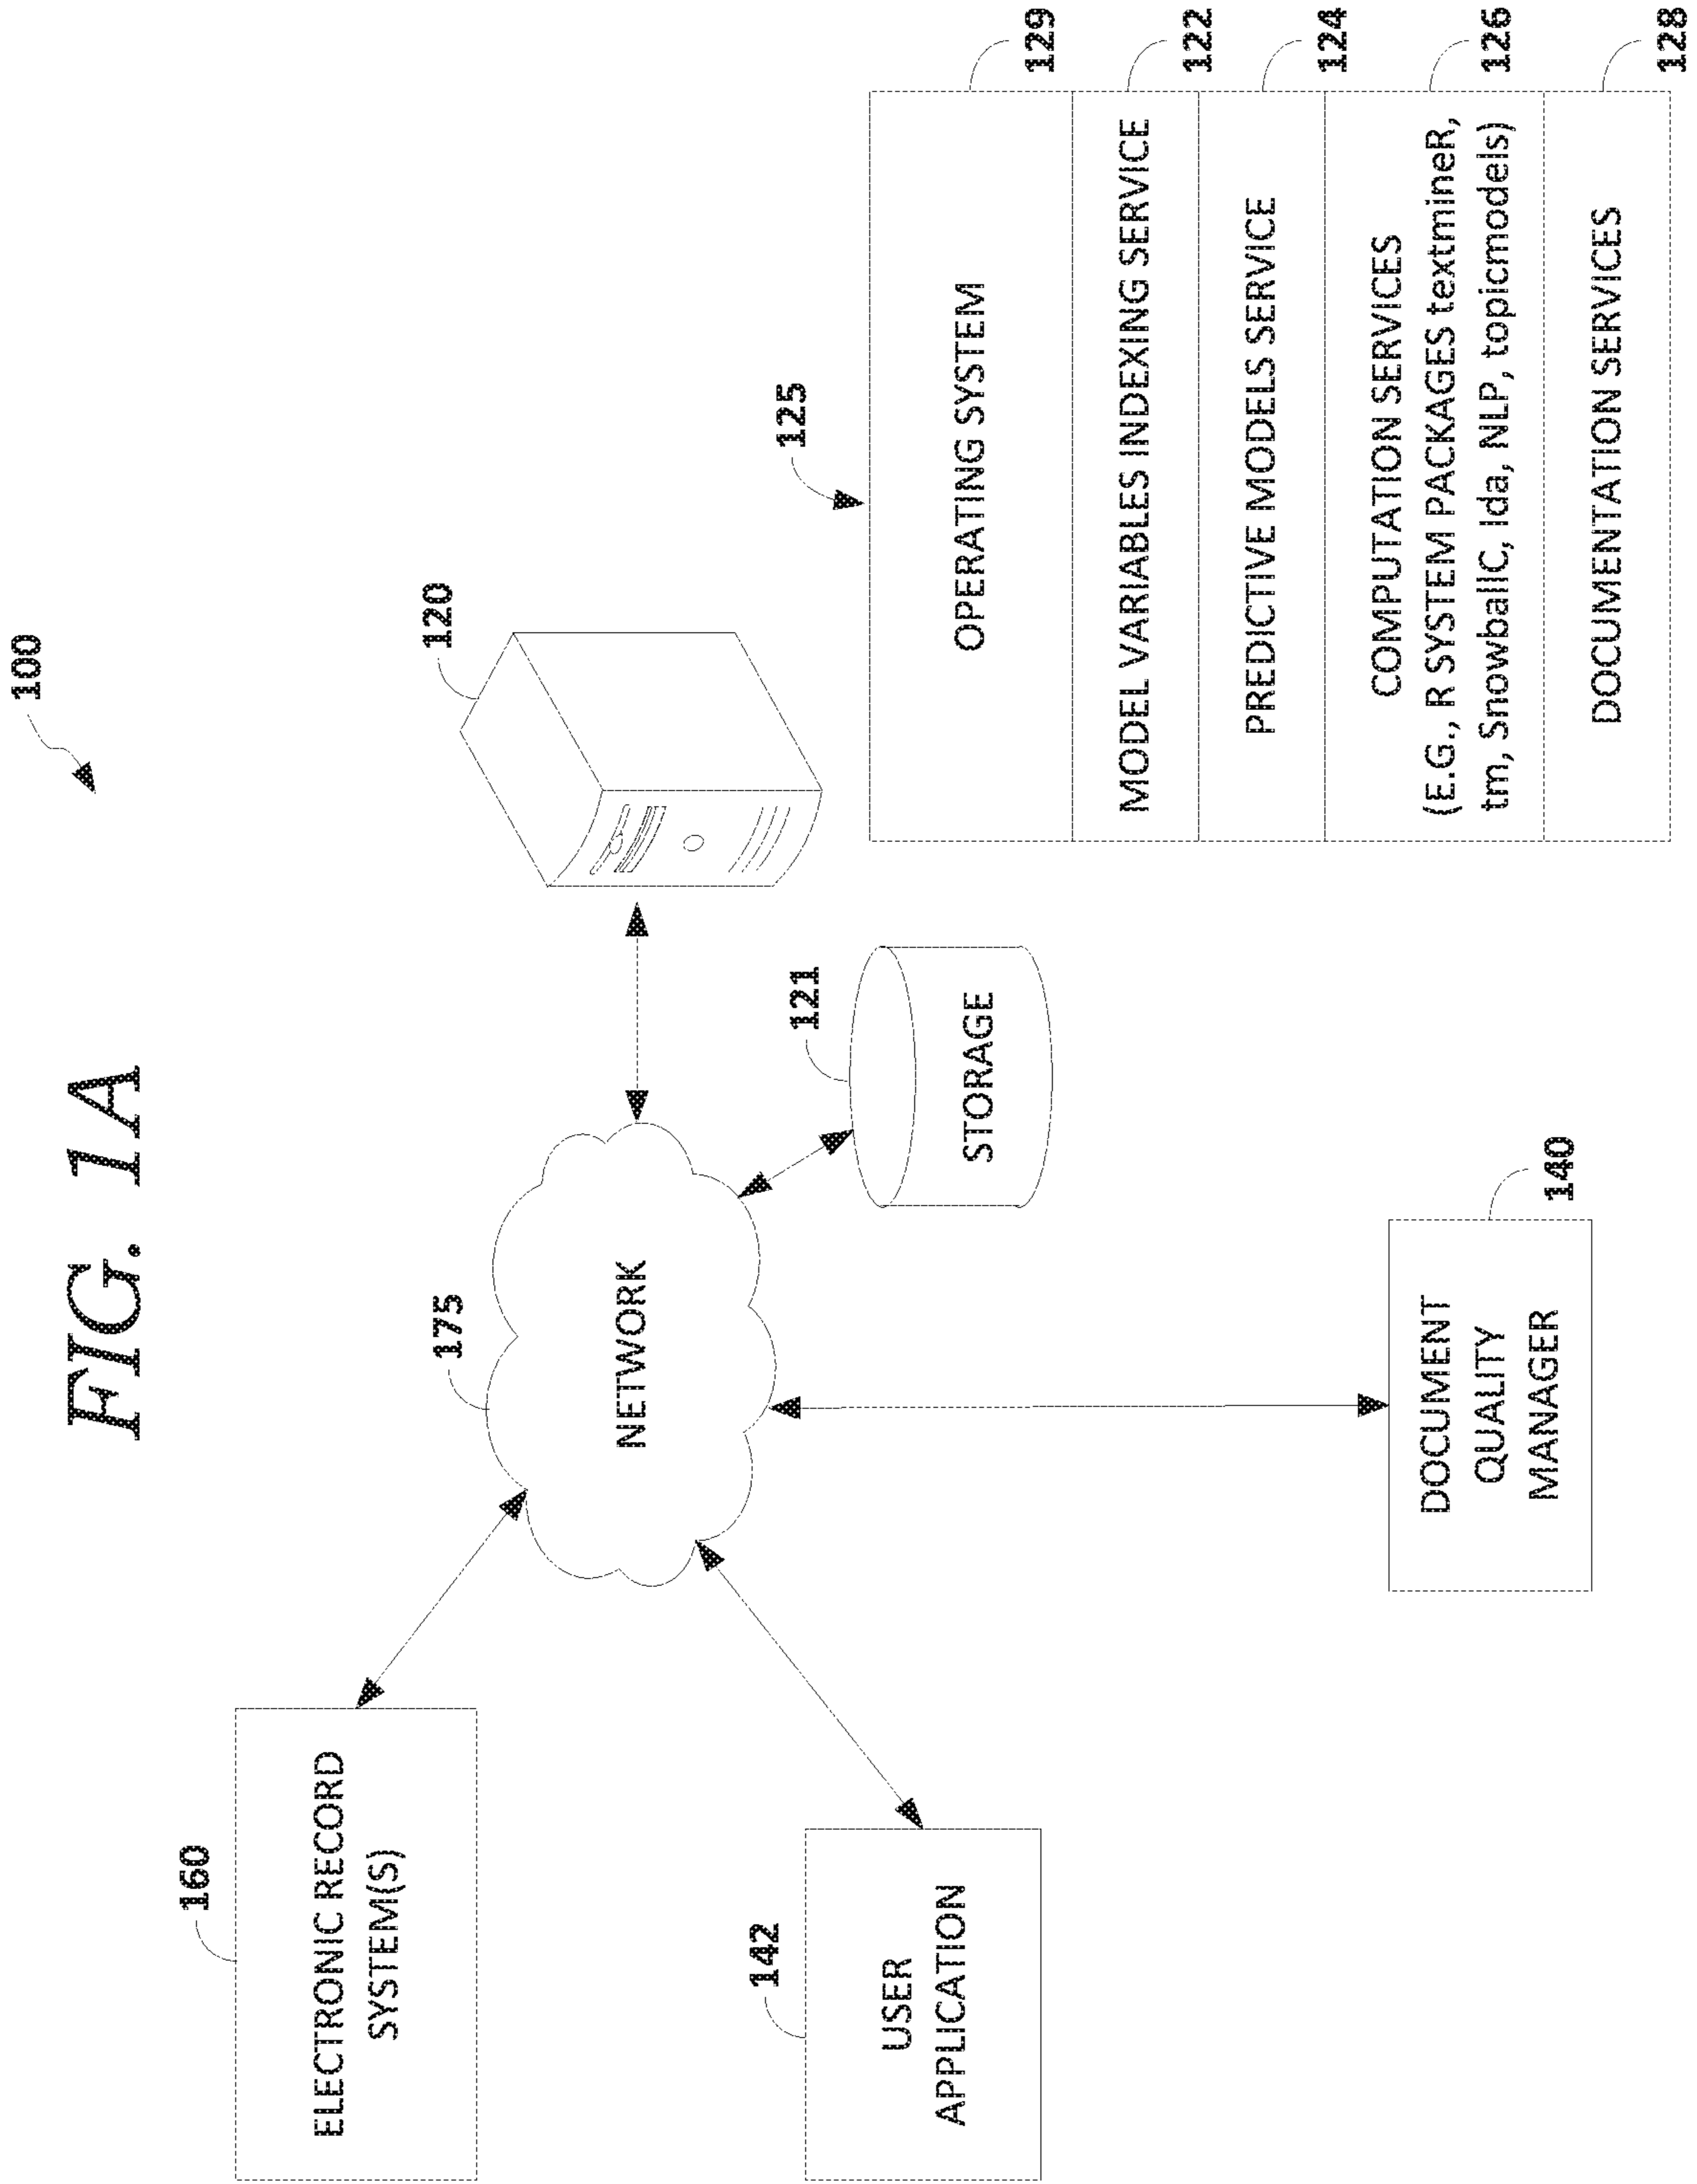 FIG. 1A
100
160
ELECTRONIC RECORD
SYSTEM(S)
175
NETWORK
120
142
USER
APPLICATION
121
STORAGE
125
OPERATING SYSTEM
129
MODEL VARIABLES INDEXING SERVICE
122
PREDICTIVE MODELS SERVICE
124
COMPUTATION SERVICES
(E.G., R SYSTEM PACKAGES textmineR,
tm, SnowballC, lda, NLP, topicmodels)
126
DOCUMENTATION SERVICES
128
DOCUMENT
QUALITY
MANAGER
140